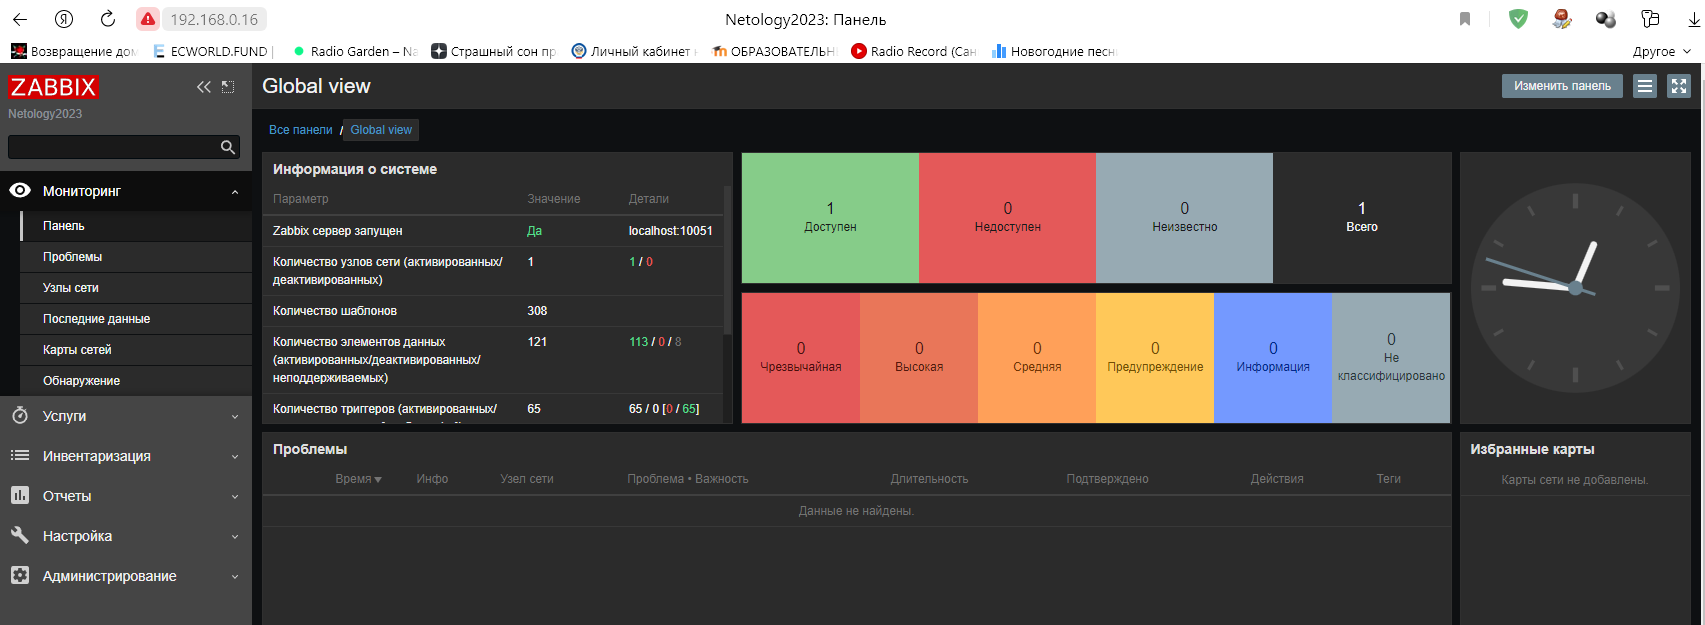 192.168.0.16
Netology2023: Панель
Возвращение дом
ECWORLD.FUND |
Radio Garden – Na
Страшный сон пр
Личный кабинет
ОБРАЗОВАТЕЛЬН
Radio Record (Сан
Новогодние песн
Другое
ZABBIX
Netology2023
Global view
Изменить панель
Все панели / Global view
Мониторинг
Панель
Проблемы
Узлы сети
Последние данные
Карты сетей
Обнаружение
Услуги
Инвентаризация
Отчеты
Настройка
Администрирование
Информация о системе
Параметр Значение Детали
Zabbix сервер запущен Да localhost:10051
Количество узлов сети (активированных/ 1 1 / 0
деактивированных)
Количество шаблонов 308
Количество элементов данных 121 113 / 0 / 8
(активированных/деактивированных/
неподдерживаемых)
Количество триггеров (активированных/ 65 65 / 0 [0 / 65]
1 0 0 1
Доступен Недоступен Неизвестно Всего
0 0 0 0 0 0
Чрезвычайная Высокая Средняя Предупреждение Информация Не
классифицировано
Проблемы
Время Инфо Узел сети Проблема • Важность Длительность Подтверждено Действия Теги
Данные не найдены.
Избранные карты
Карты сети не добавлены.